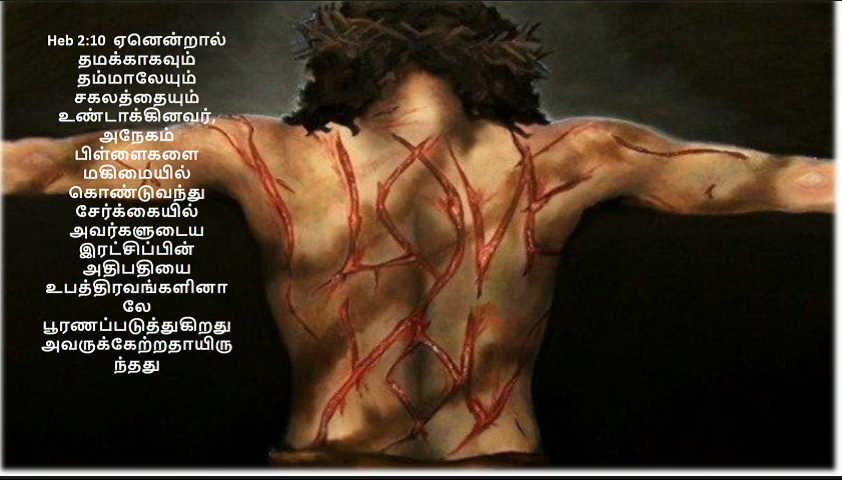 Heb 2:10 ஏனென்றால்
தமக்காகவும்
தம்மாலேயும்
சகலத்தையும்
உண்டாக்கினவர்,
அநேகம்
பிள்ளைகளை
மகிமையில்
கொண்டுவந்து
சேர்க்கையில்
அவர்களுடைய
இரட்சிப்பின்
அதிபதியை
உபத்திரவங்களினா
லே
பூரணப்படுத்துகிறது
அவருக்கேற்றதாயிரு
ந்தது